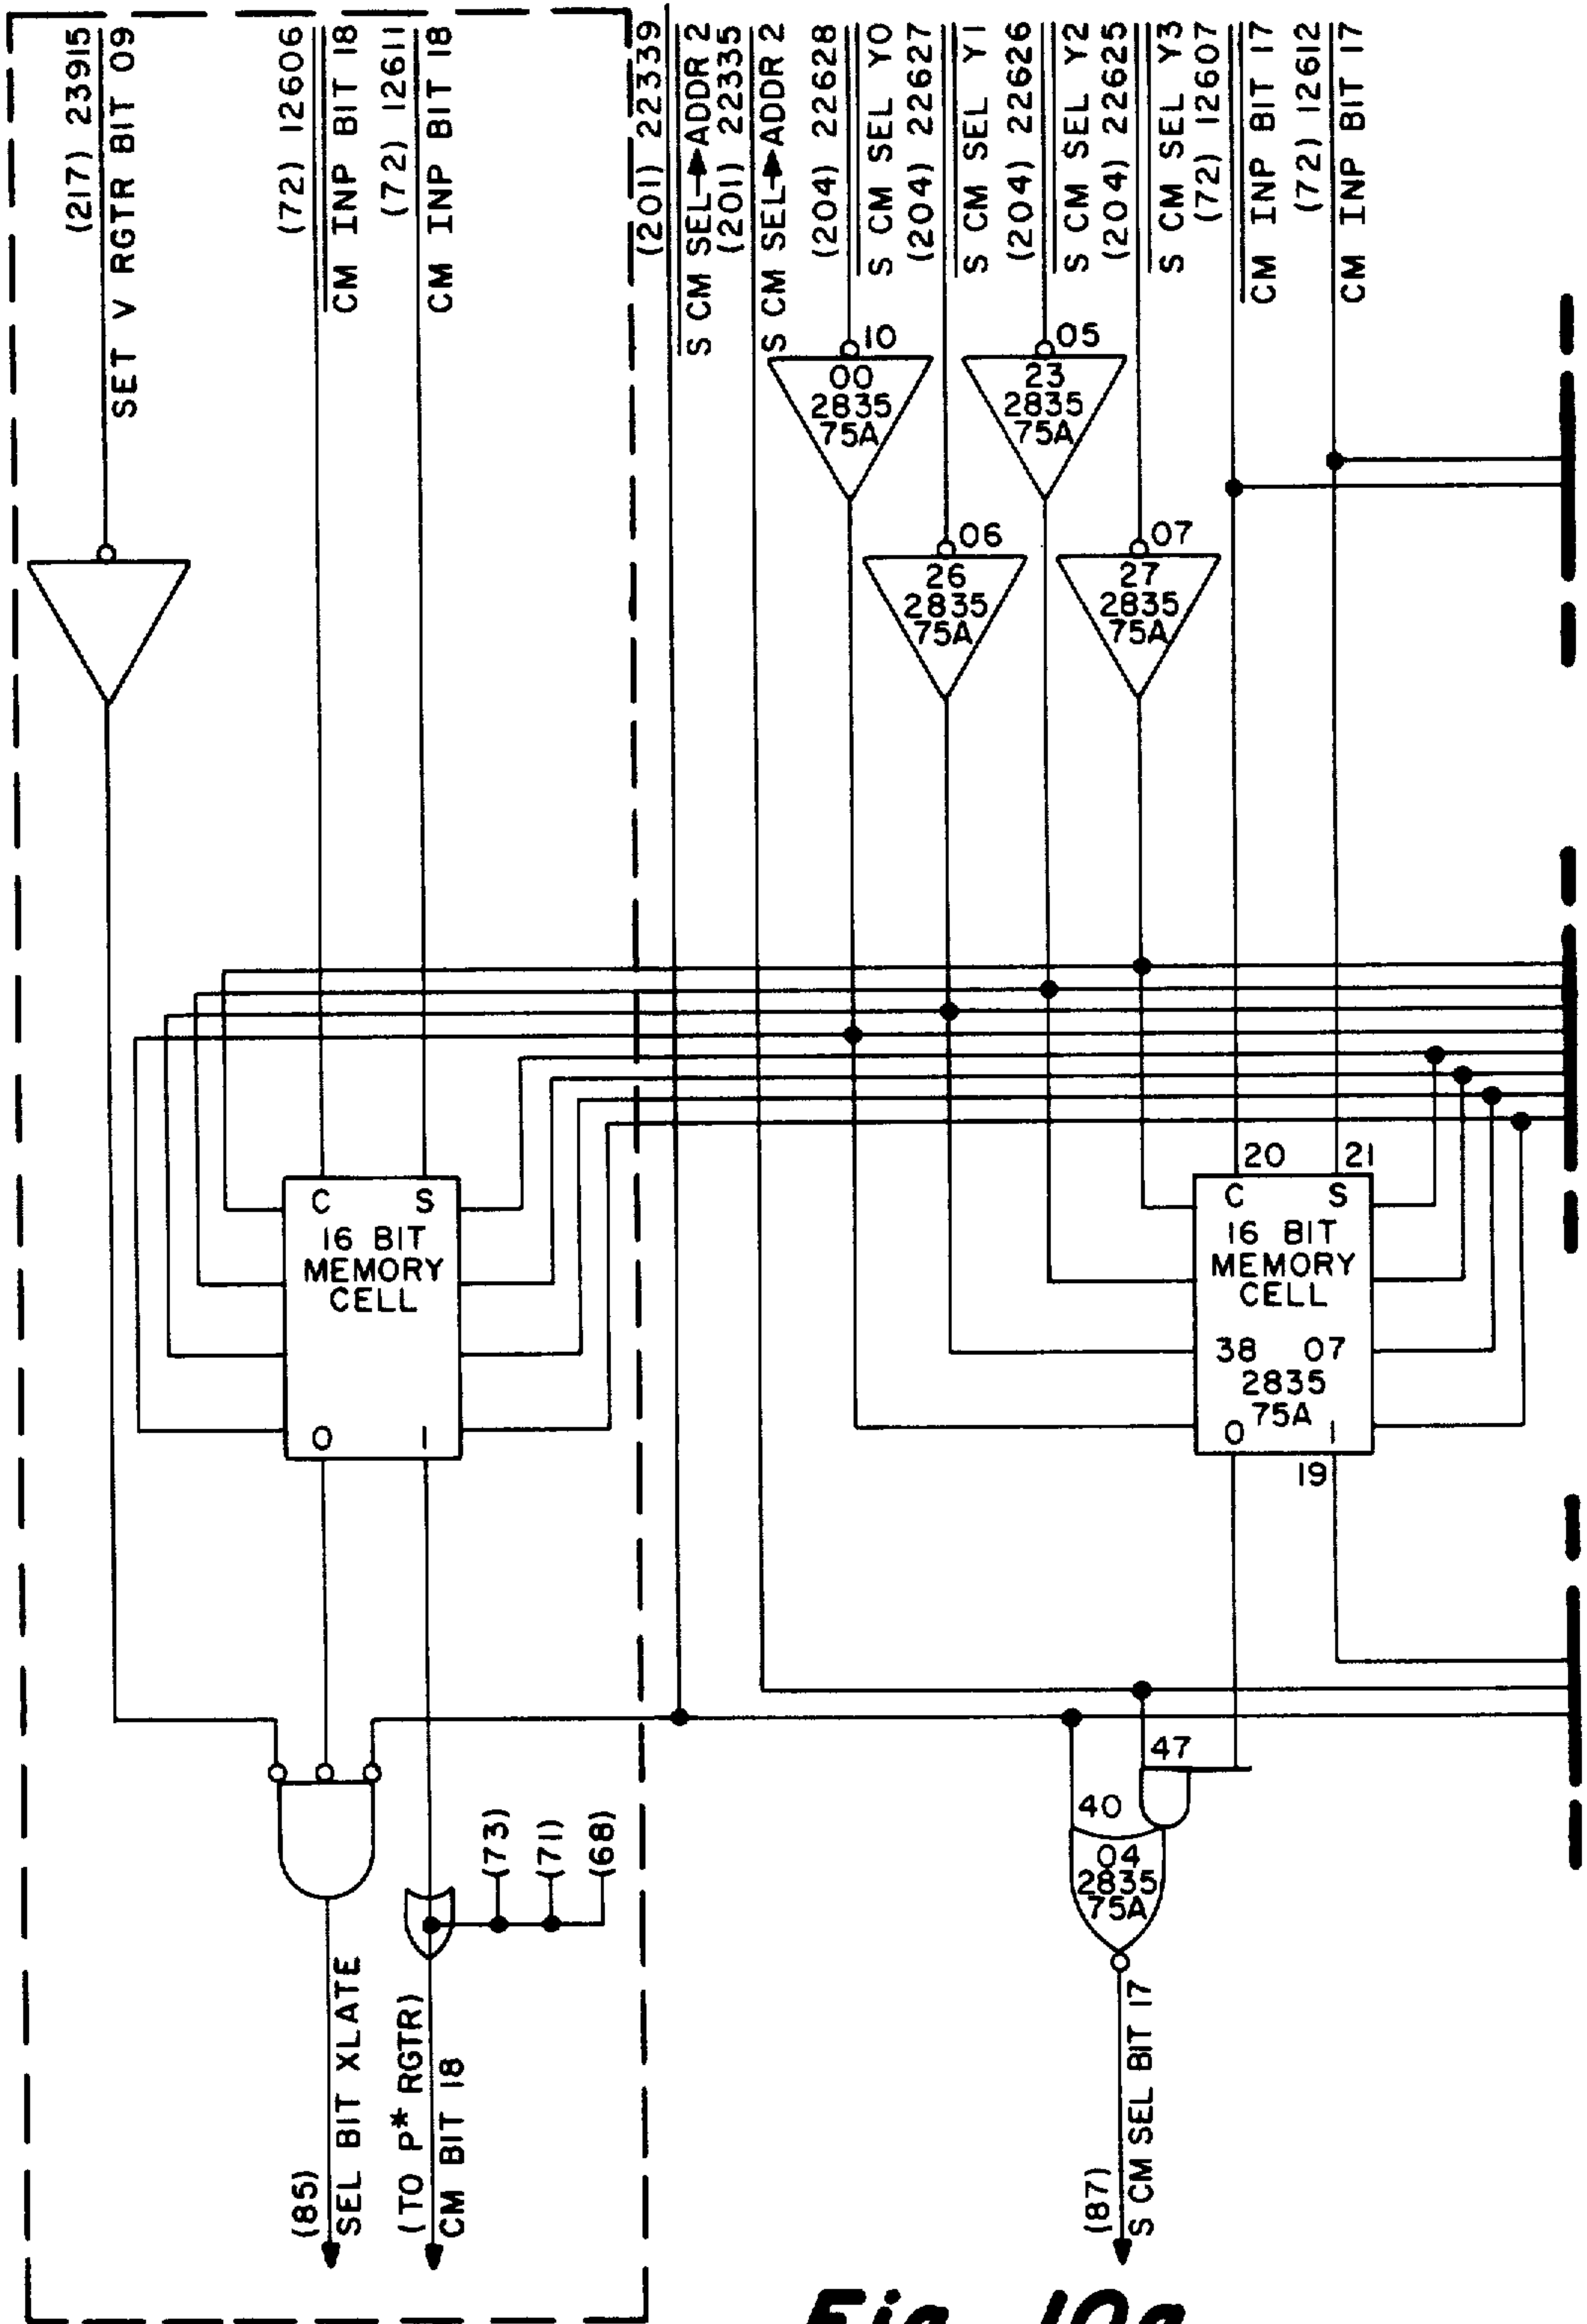 (217) 23915
SET V RGTR BIT 09
(72) 12606
CM INP BIT 18
(72) 12611
CM INP BIT 18
(201) 22339
S CM SEL→ADDR 2
(201) 22335
S CM SEL→ADDR 2
(204) 22628
S CM SEL Y0
(204) 22627
S CM SEL Y1
(204) 22626
S CM SEL Y2
(204) 22625
S CM SEL Y3
(72) 12607
CM INP BIT 17
(72) 12612
CM INP BIT 17
10
00
2835
75A
05
23
2835
75A
06
26
2835
75A
07
27
2835
75A
C S
16 BIT
MEMORY
CELL
0 1
20 21
C S
16 BIT
MEMORY
CELL
38 07
2835
75A
0 1
19
47
40
04
2835
75A
(73)
(71)
(68)
(85)
SEL BIT XLATE
(TO P* RGTR)
CM BIT 18
(87)
S CM SEL BIT 17
Fig. 10a